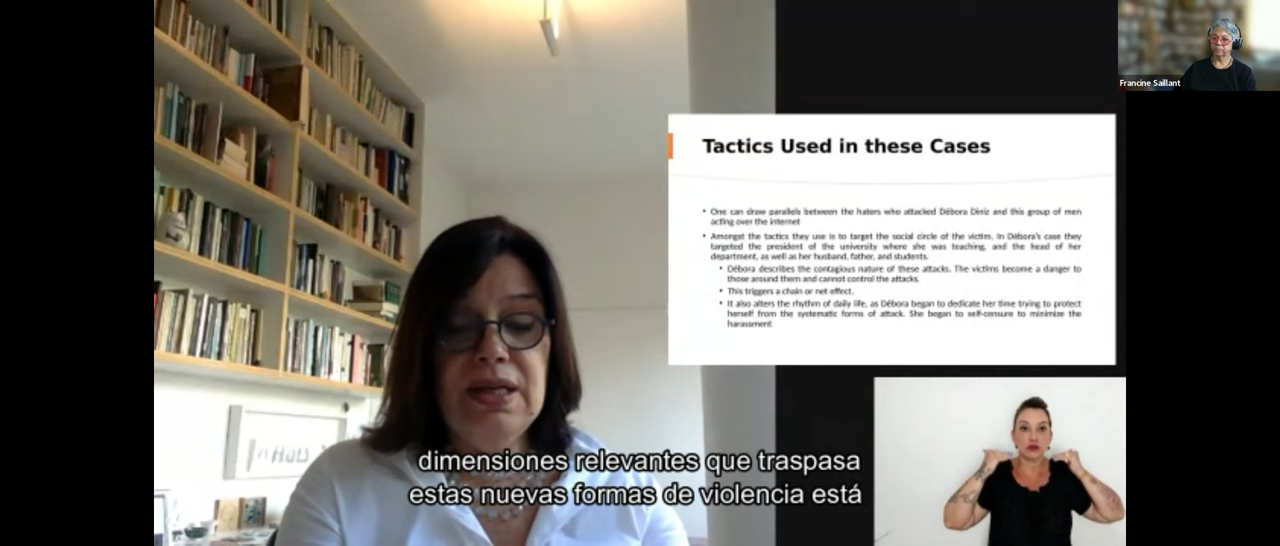 Francine Saillant
Tactics Used in these Cases
• One can draw parallels between the haters who attacked Débora Diniz and this group of men
acting over the internet
• Amongst the tactics they use is to target the social circle of the victim. In Débora's case they
targeted the president of the university where she was teaching, and the head of her
department, as well as her husband, father, and students.
• Débora describes the contagious nature of these attacks. The victims become a danger to
those around them and cannot control the attacks.
• This triggers a chain or net effect.
• It also alters the rhythm of daily life, as Débora began to dedicate her time trying to protect
herself from the systematic forms of attack. She began to self-censure to minimize the
harassment
dimensiones relevantes que traspasa
estas nuevas formas de violencia está